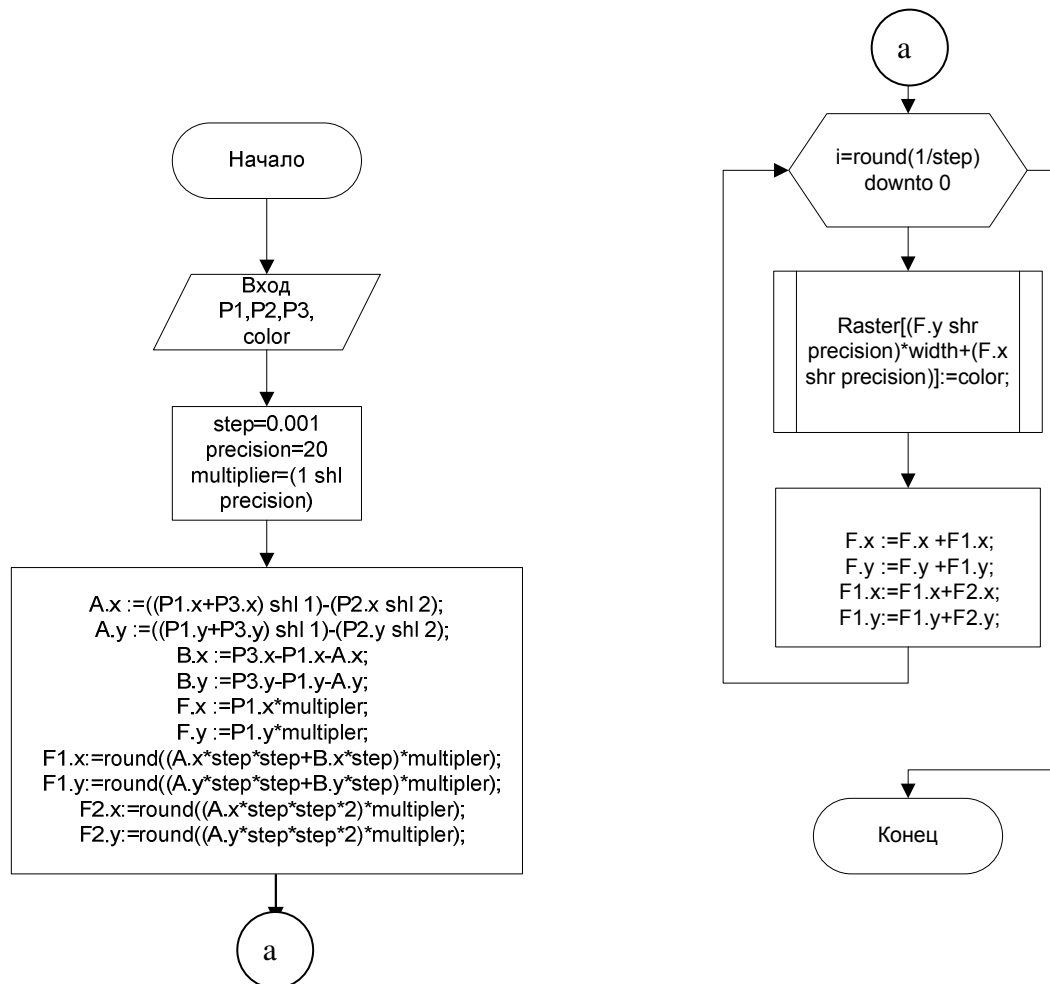 Начало
Вход
P1,P2,P3,
color
step=0.001
precision=20
multiplier=(1 shl
precision)
A.x :=((P1.x+P3.x) shl 1)-(P2.x shl 2);
A.y :=((P1.y+P3.y) shl 1)-(P2.y shl 2);
B.x :=P3.x-P1.x-A.x;
B.y :=P3.y-P1.y-A.y;
F.x :=P1.x*multipler;
F.y :=P1.y*multipler;
F1.x:=round((A.x*step*step+B.x*step)*multipler);
F1.y:=round((A.y*step*step+B.y*step)*multipler);
F2.x:=round((A.x*step*step*2)*multipler);
F2.y:=round((A.y*step*step*2)*multipler);
a
a
i=round(1/step)
downto 0
Raster[(F.y shr
precision)*width+(F.x
shr precision)]:=color;
F.x :=F.x +F1.x;
F.y :=F.y +F1.y;
F1.x:=F1.x+F2.x;
F1.y:=F1.y+F2.y;
Конец